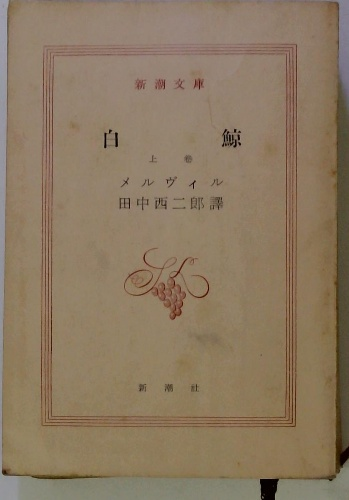 新潮文庫
白鯨
上巻
メルヴィル
田中西二郎譯
新潮社